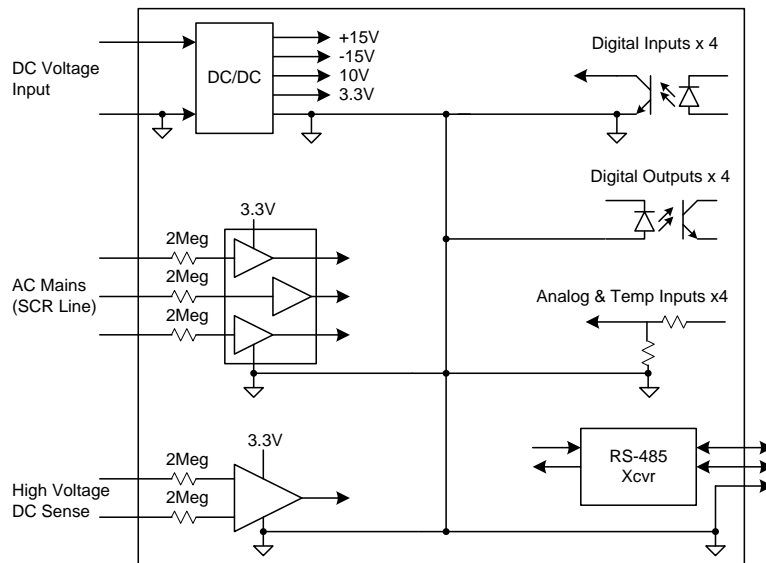 DC Voltage
Input
DC/DC
+15V
-15V
10V
3.3V
Digital Inputs x 4
Digital Outputs x 4
3.3V
AC Mains
(SCR Line)
2Meg
2Meg
2Meg
Analog & Temp Inputs x4
High Voltage
DC Sense
2Meg
2Meg
3.3V
RS-485
Xcvr